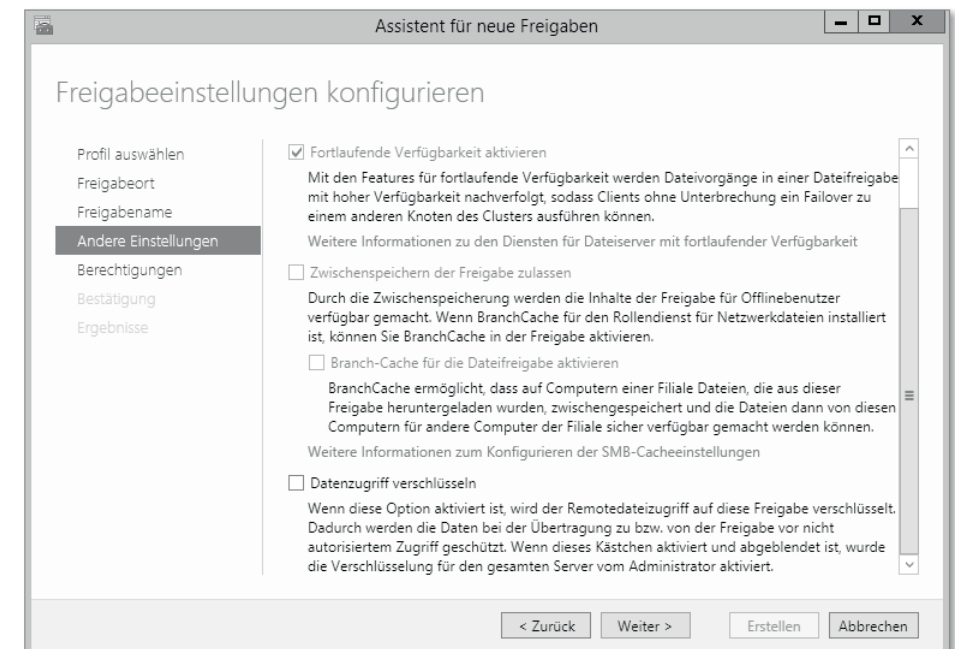 Assistent für neue Freigaben
Freigabeeinstellungen konfigurieren
Profil auswählen
Freigabeort
Freigabename
Andere Einstellungen
Berechtigungen
Bestätigung
Ergebnisse
Fortlaufende Verfügbarkeit aktivieren
Mit den Features für fortlaufende Verfügbarkeit werden Dateivorgänge in einer Dateifreigabe
mit hoher Verfügbarkeit nachverfolgt, sodass Clients ohne Unterbrechung ein Failover zu
einem anderen Knoten des Clusters ausführen können.
Weitere Informationen zu den Diensten für Dateiserver mit fortlaufender Verfügbarkeit
Zwischenspeichern der Freigabe zulassen
Durch die Zwischenspeicherung werden die Inhalte der Freigabe für Offlinebenutzer
verfügbar gemacht. Wenn BranchCache für den Rollendienst für Netzwerkdateien installiert
ist, können Sie BranchCache in der Freigabe aktivieren.
Branch-Cache für die Dateifreigabe aktivieren
BranchCache ermöglicht, dass auf Computern einer Filiale Dateien, die aus dieser
Freigabe heruntergeladen wurden, zwischengespeichert und die Dateien dann von diesen
Computern für andere Computer der Filiale sicher verfügbar gemacht werden können.
Weitere Informationen zum Konfigurieren der SMB-Cacheeinstellungen
Datenzugriff verschlüsseln
Wenn diese Option aktiviert ist, wird der Remotedateizugriff auf diese Freigabe verschlüsselt.
Dadurch werden die Daten bei der Übertragung zu bzw. von der Freigabe vor nicht
autorisiertem Zugriff geschützt. Wenn dieses Kästchen aktiviert und abgeblendet ist, wurde
die Verschlüsselung für den gesamten Server vom Administrator aktiviert.
< Zurück
Weiter >
Erstellen
Abbrechen